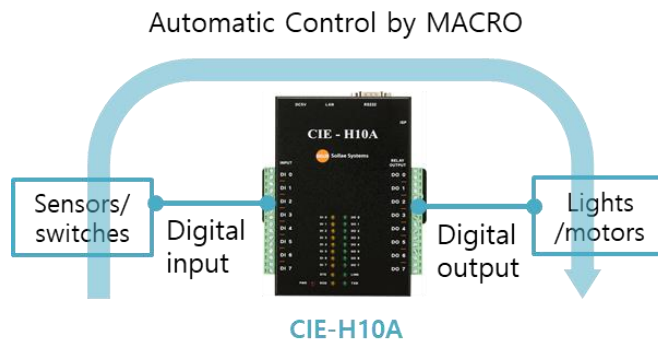 Automatic Control by MACRO
DC5V LAN RS232
ISP
CIE - H10A
Sollae Systems
INPUT
RELAY OUTPUT
DI 0 DO 0
DI 1 DO 1
DI 2 DO 2
DI 3 DO 3
DI 4 DO 4
DI 5 DO 5
DI 6 DO 6
DI 7 DO 7
Sensors/
switches
Digital
input
Digital
output
Lights
/motors
CIE-H10A